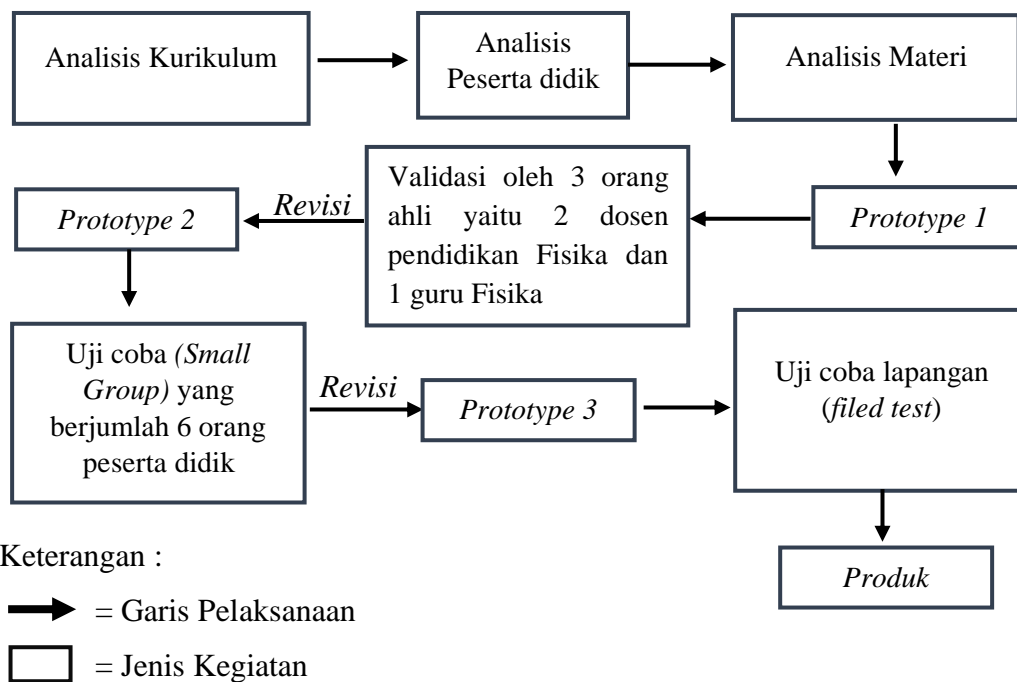 Analisis Kurikulum
Analisis
Peserta didik
Analisis Materi
Prototype 1
Validasi oleh 3 orang
ahli yaitu 2 dosen
pendidikan Fisika dan
1 guru Fisika
Revisi
Prototype 2
Uji coba (Small
Group) yang
berjumlah 6 orang
peserta didik
Revisi
Prototype 3
Uji coba lapangan
(filed test)
Produk
Keterangan :
= Garis Pelaksanaan
= Jenis Kegiatan